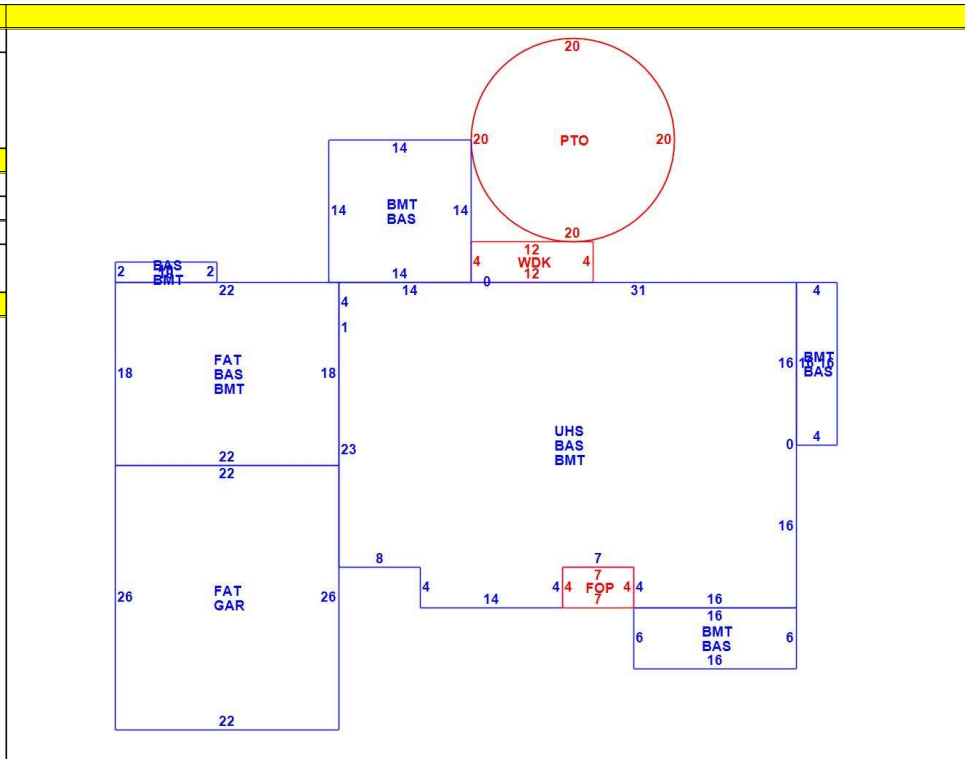 20
20 PTO 20
14
14 BMT 14
BAS
20
12
4 WDK 4
12
14
2 BAS 2
BMT
22
14 0 31 4
4
1
18 FAT 18
BAS
BMT
16 16 BMT 16
BAS
UHS
BAS
BMT
23
0 4
22
22
16
8 7
4 4 4 7 4 4
FOP
7
14 16
26 FAT 26
GAR
16
6 BMT 6
BAS
16
22